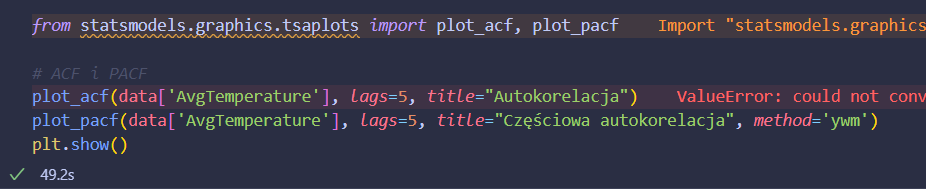 from statsmodels.graphics.tsaplots import plot_acf, plot_pacf Import "statsmodels.graphics
# ACF i PACF
plot_acf(data['AvgTemperature'], lags=5, title="Autokorelacja") ValueError: could not conv
plot_pacf(data['AvgTemperature'], lags=5, title="Częściowa autokorelacja", method='ywm')
plt.show()
49.2s